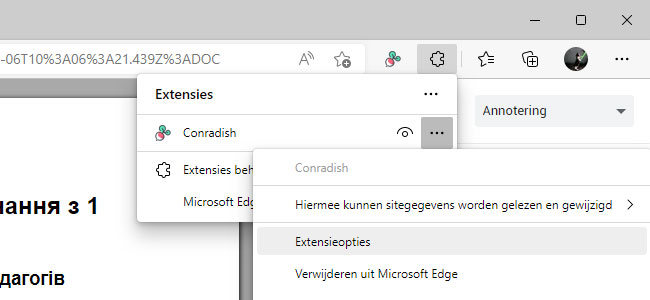 -06T10%3A06%3A21.439Z%3ADOC
Extensies
Annotering
Conradish
Extensies beh
Conradish
Microsoft Edg
Hiermee kunnen sitegegevens worden gelezen en gewijzigd
ання з 1
Extensieopties
дагогів
Verwijderen uit Microsoft Edge